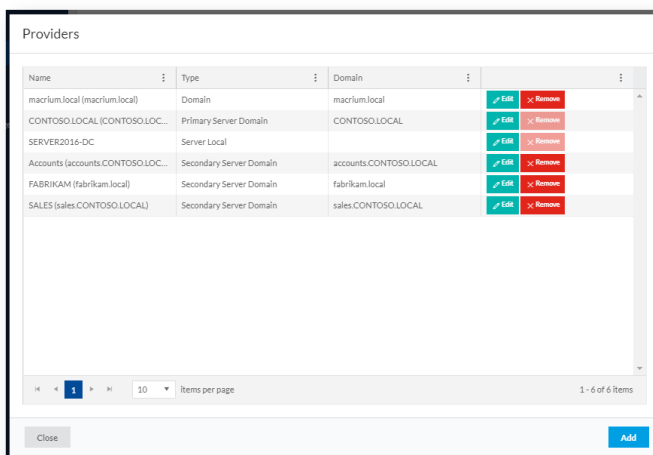 Providers
Name Type Domain
macrium.local (macrium.local) Domain macrium.local Edit Remove
CONTOSO.LOCAL (CONTOSO.LOC... Primary Server Domain CONTOSO.LOCAL Edit Remove
SERVER2016-DC Server Local Edit Remove
Accounts (accounts.CONTOSO.LOC... Secondary Server Domain accounts.CONTOSO.LOCAL Edit Remove
FABRIKAM (fabrikam.local) Secondary Server Domain fabrikam.local Edit Remove
SALES (sales.CONTOSO.LOCAL) Secondary Server Domain sales.CONTOSO.LOCAL Edit Remove
1 10 items per page 1 - 6 of 6 items
Close Add